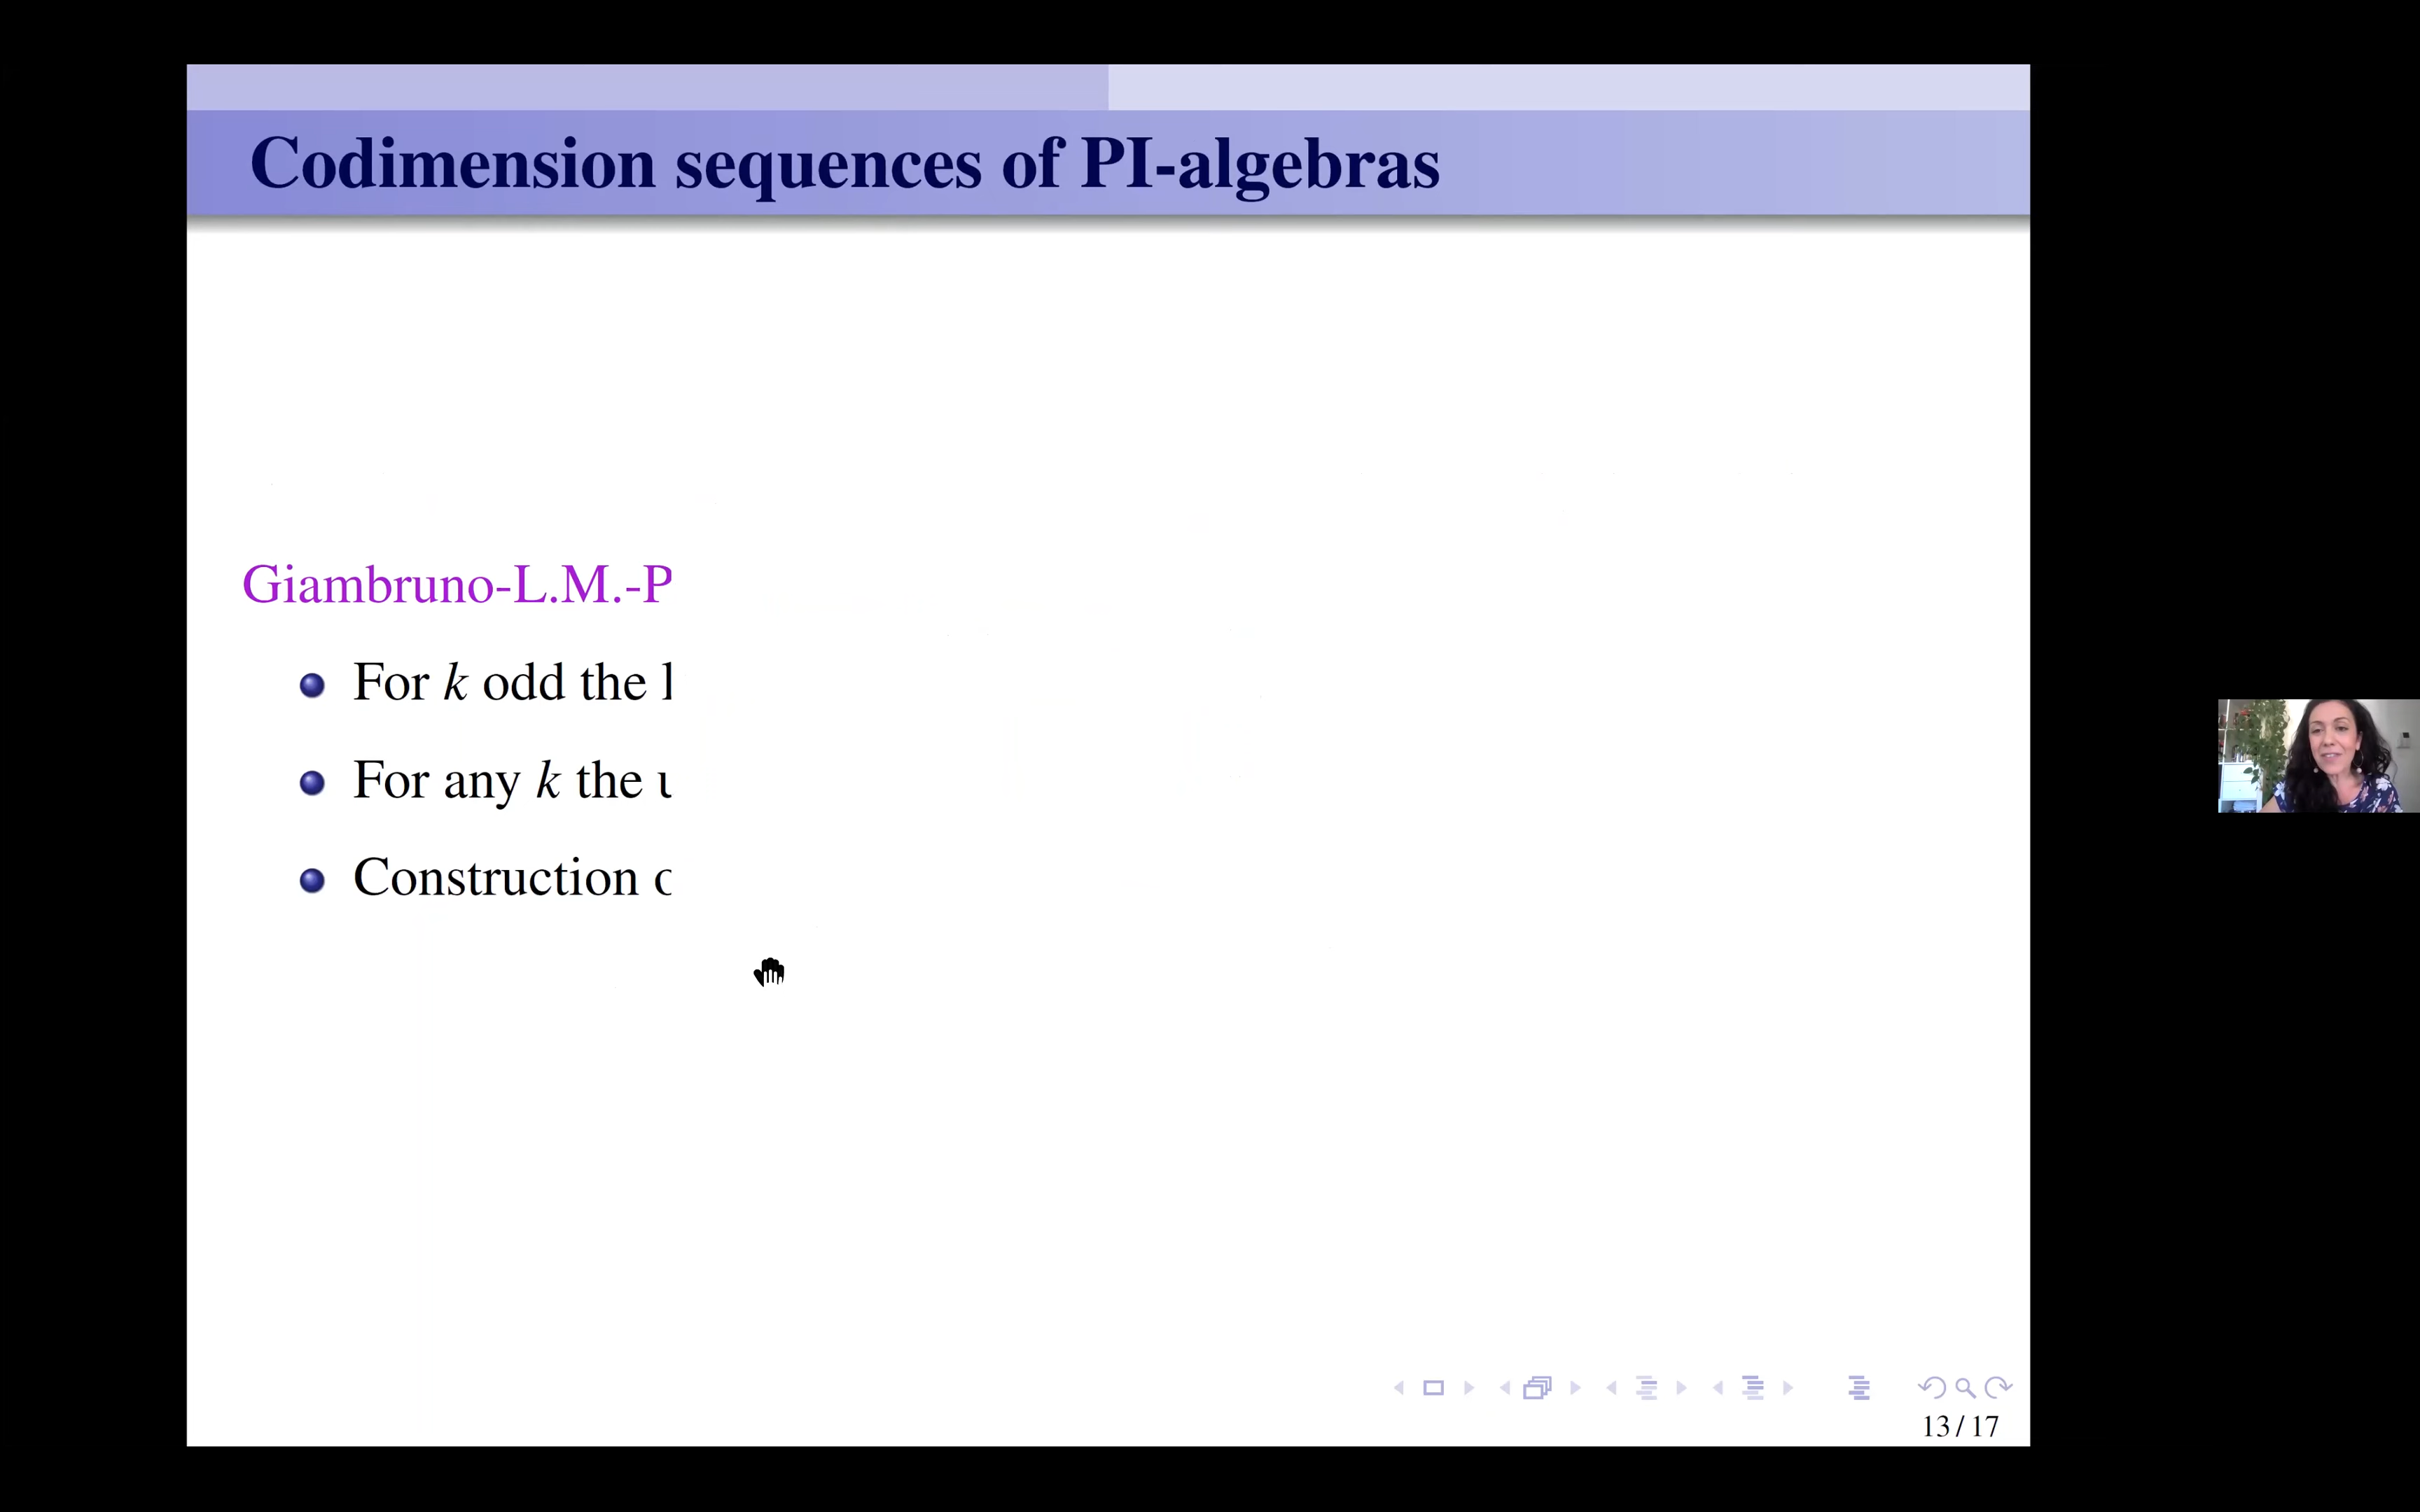 Codimension sequences of PI-algebras
Giambruno-L.M.-P
For k odd the l
For any k the u
Construction c
13/17